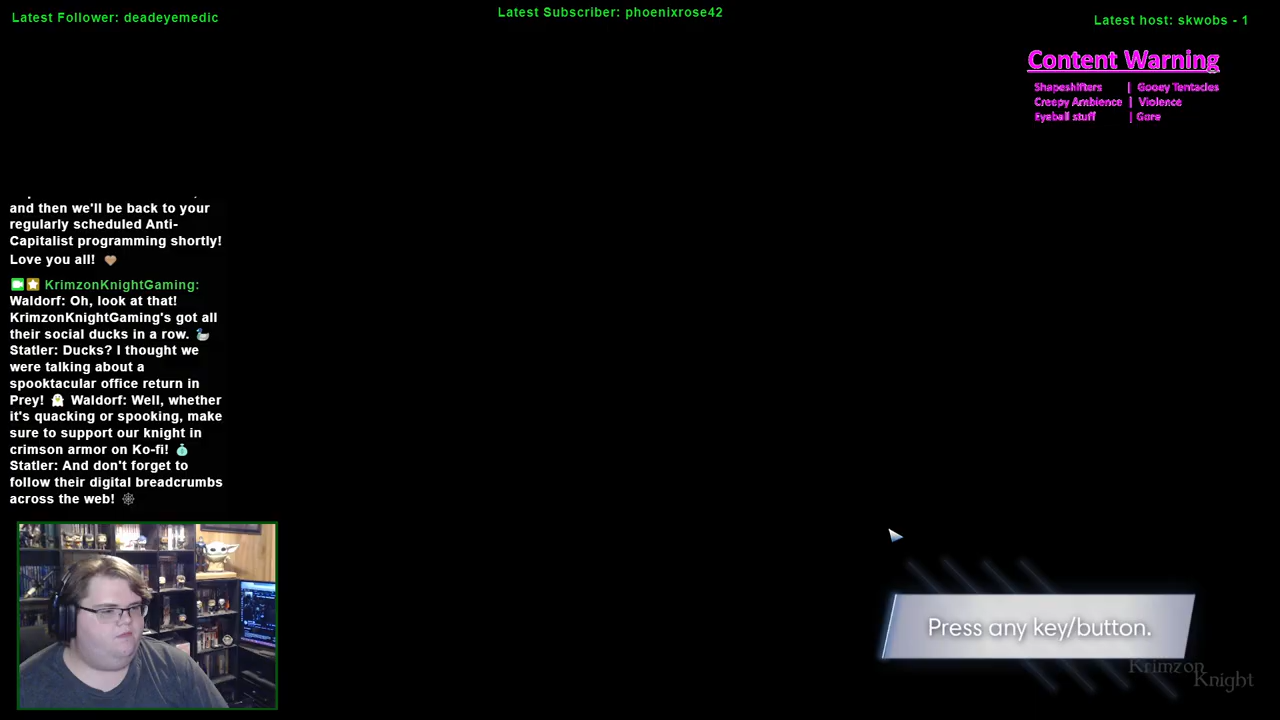 Latest Follower: deadeyemedic
Latest Subscriber: phoenixrose42
Latest host: skwobs - 1
Content Warning
Shapeshifters | Gooey Tentacles
Creepy Ambience | Violence
Eyeball stuff | Gore
and then we'll be back to your
regularly scheduled Anti-
Capitalist programming shortly!
Love you all! 🤎
KrimzonKnightGaming:
Waldorf: Oh, look at that!
KrimzonKnightGaming's got all
their social ducks in a row. 🦆
Statler: Ducks? I thought we
were talking about a
spooktacular office return in
Prey! 👻 Waldorf: Well, whether
it's quacking or spooking, make
sure to support our knight in
crimson armor on Ko-fi! 💰
Statler: And don't forget to
follow their digital breadcrumbs
across the web! 🕸
Press any key/button.
Krimzon
Knight